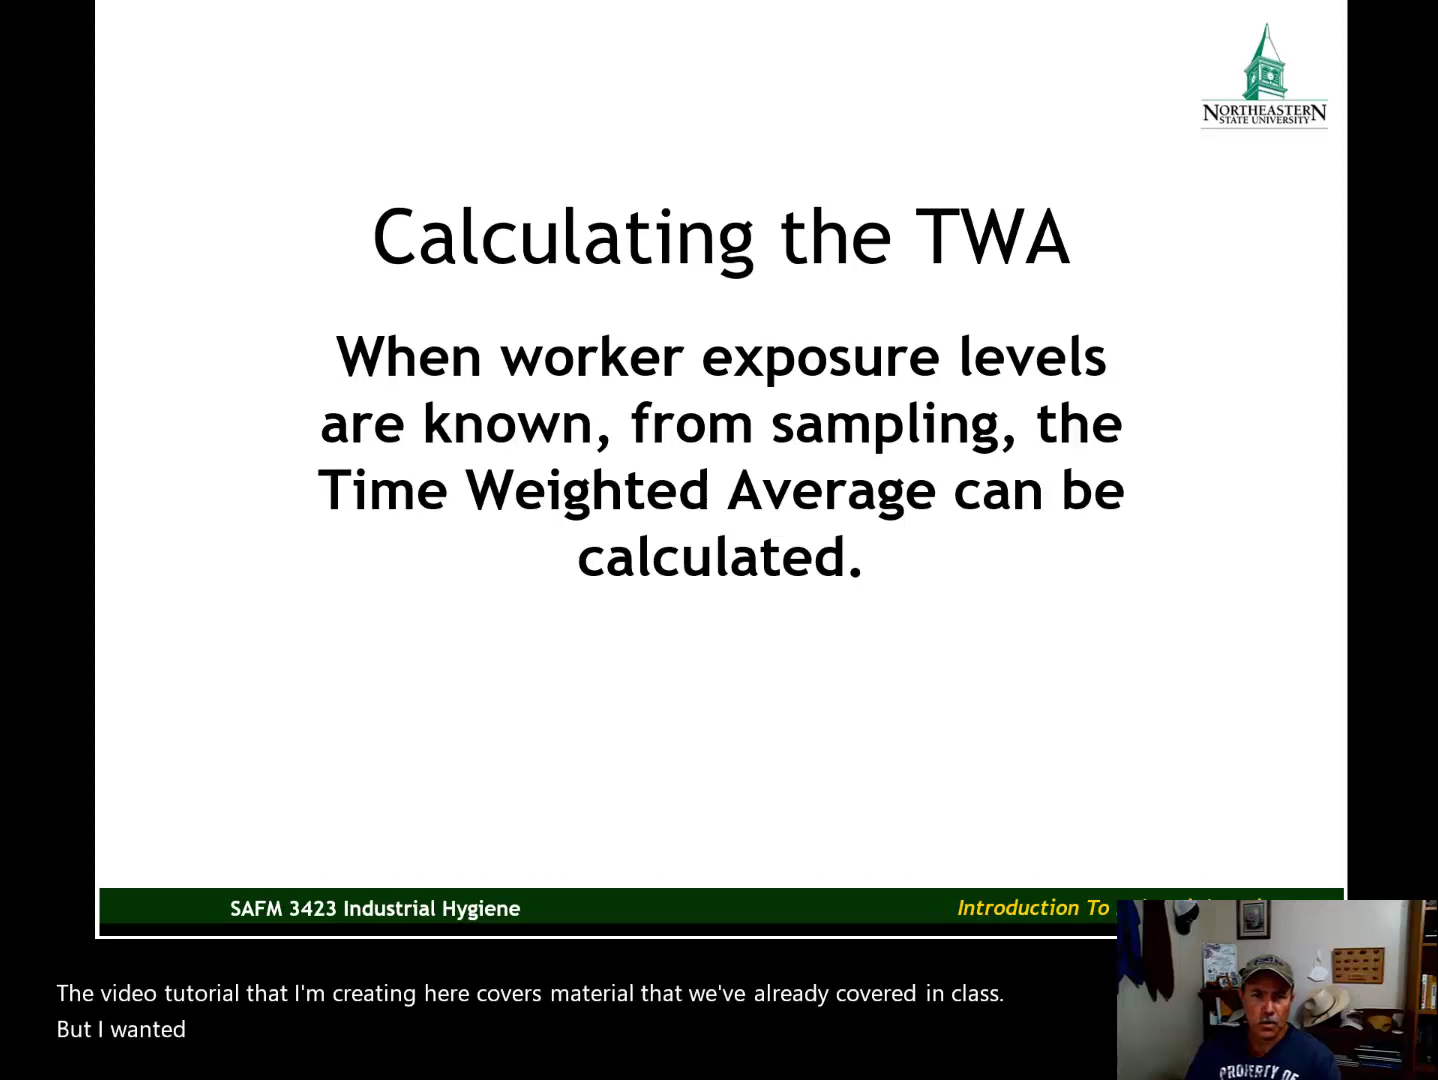 NORTHEASTERN
STATE UNIVERSITY
Calculating the TWA
When worker exposure levels
are known, from sampling, the
Time Weighted Average can be
calculated.
SAFM 3423 Industrial Hygiene
Introduction To
The video tutorial that I'm creating here covers material that we've already covered in class.
But I wanted
PROPERTY OF